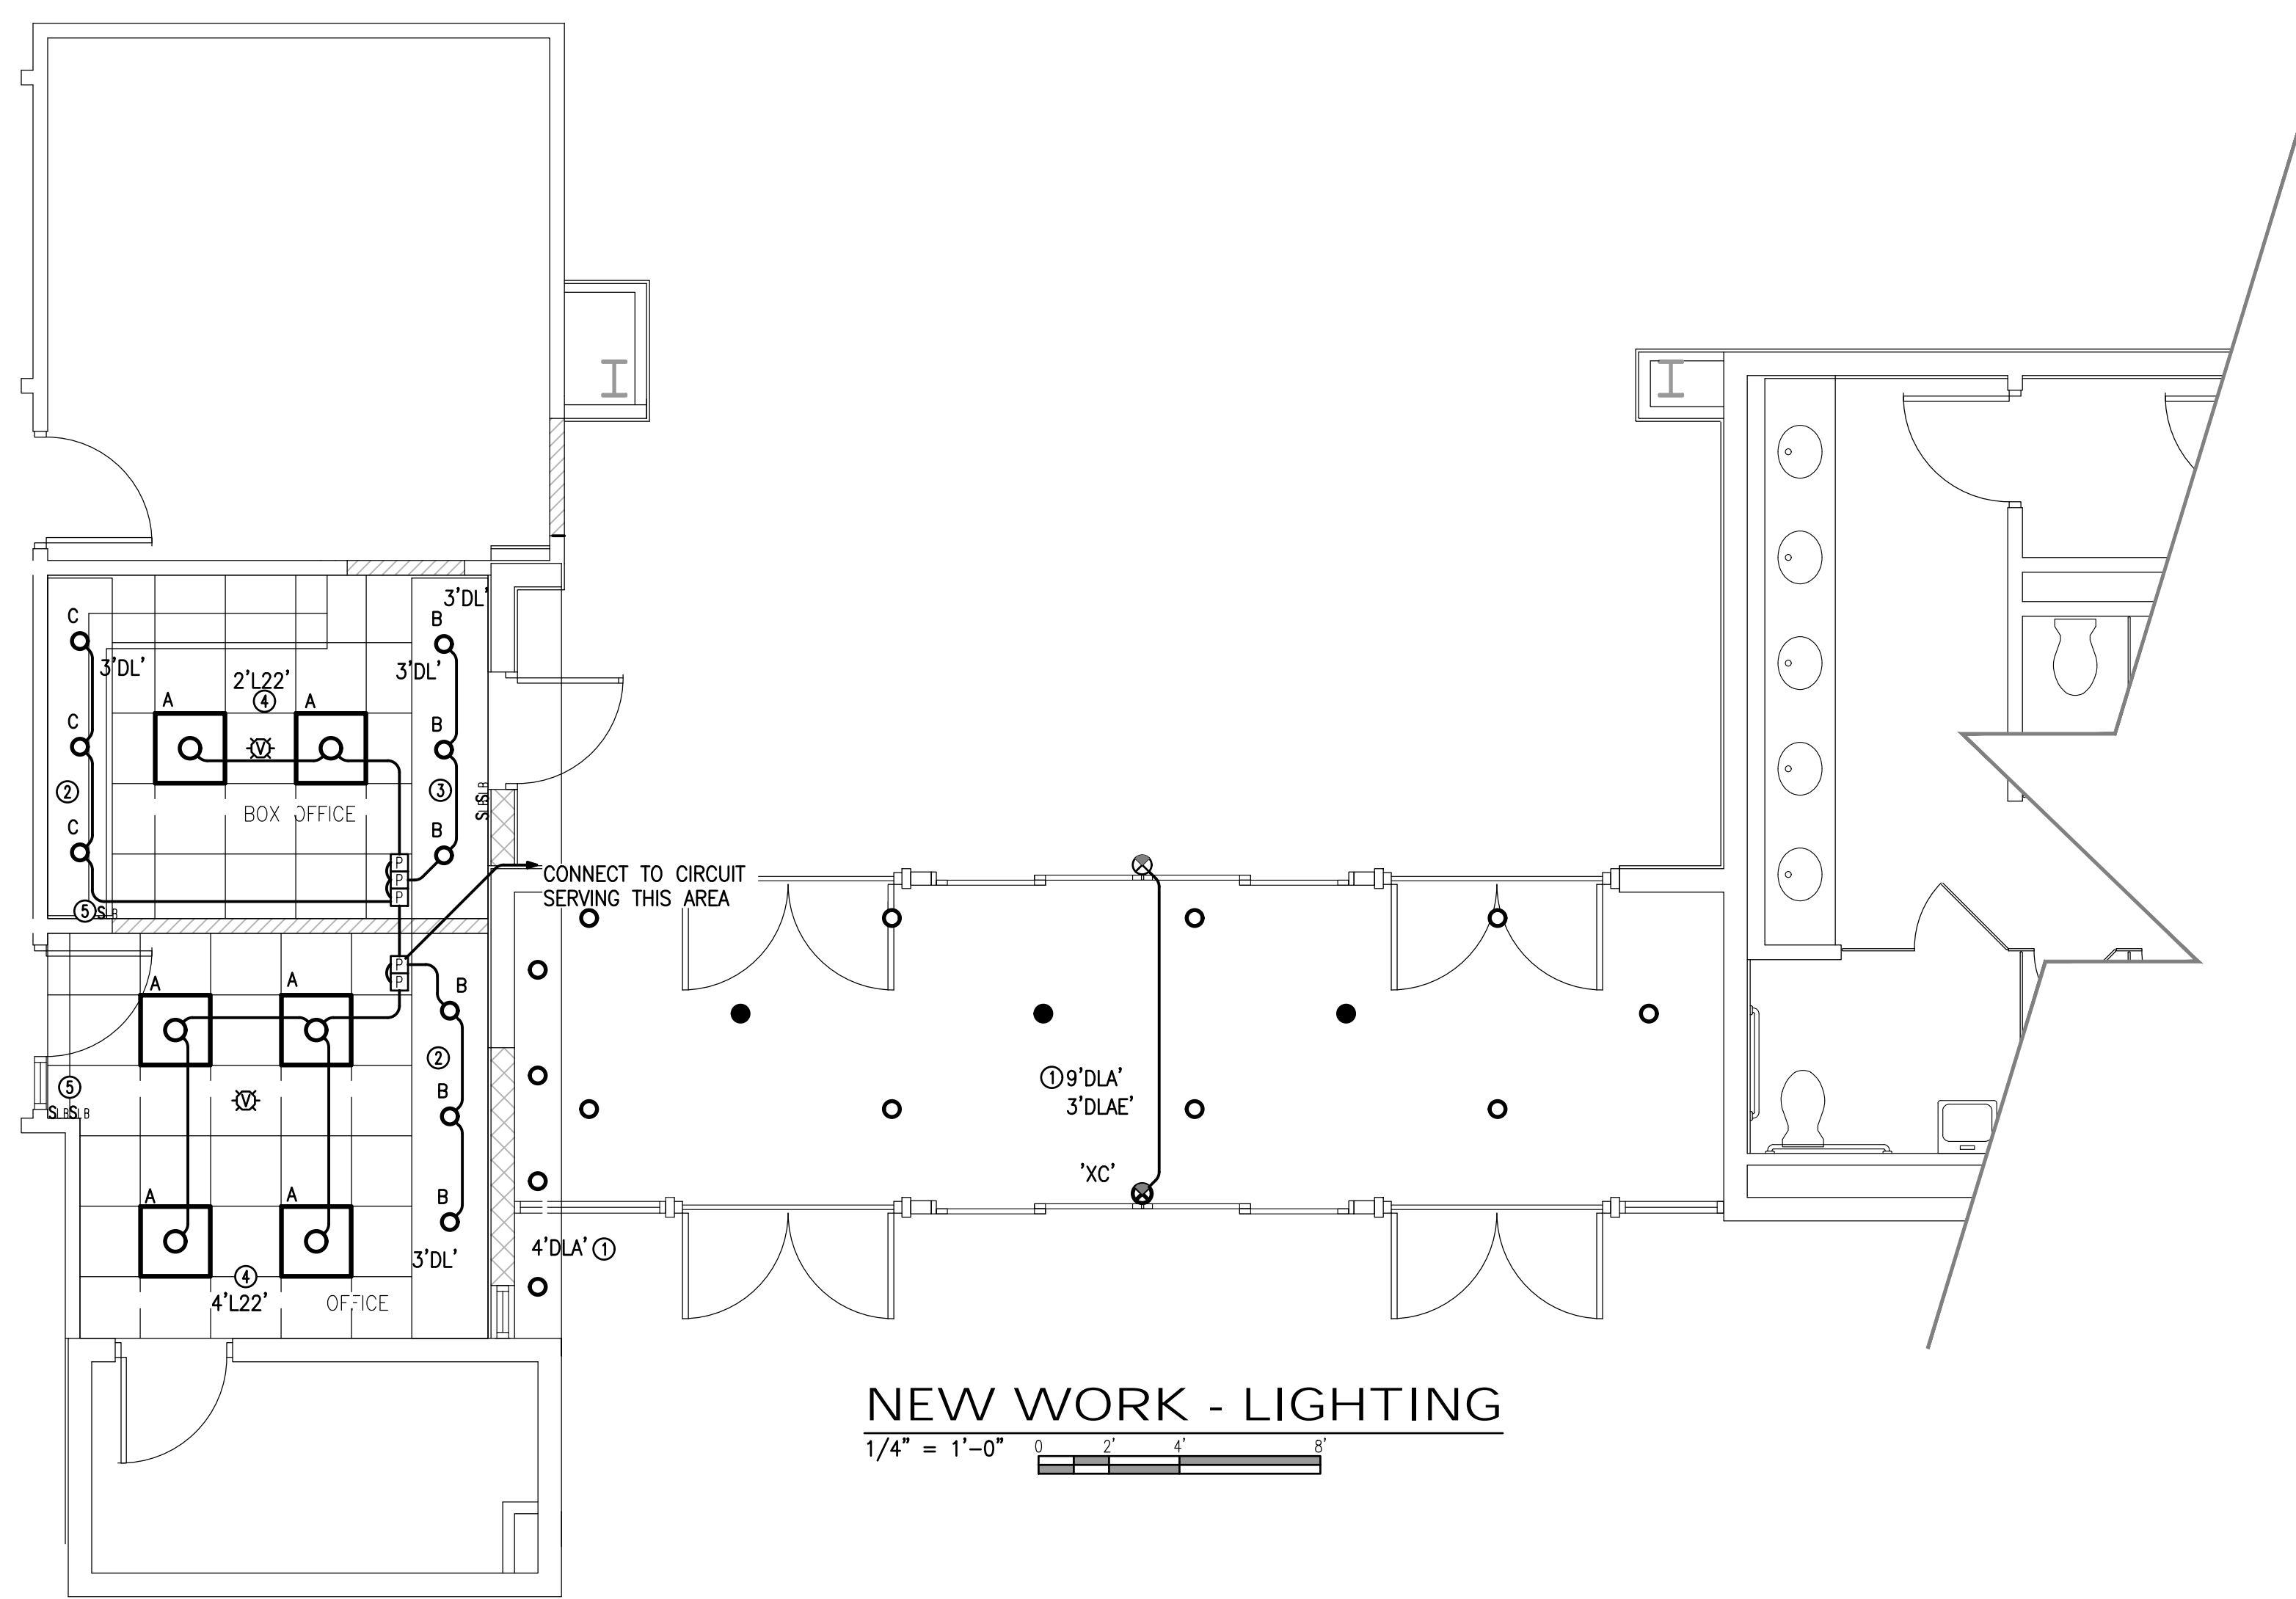 3'DL'
C
B
3'DL'
3'DL'
2'L22'
4
A
A
C
B
V
2
3
BOX OFFICE
C
B
P
P
P
CONNECT TO CIRCUIT
SERVING THIS AREA
5
P
P
A
A
B
2
5
V
B
1 9'DLA'
3'DLAE'
'XC'
A
A
B
4'DLA' 1
3'DL'
4
4'L22'
OFFICE
NEW WORK - LIGHTING
1/4" = 1'-0"
0 2' 4' 8'